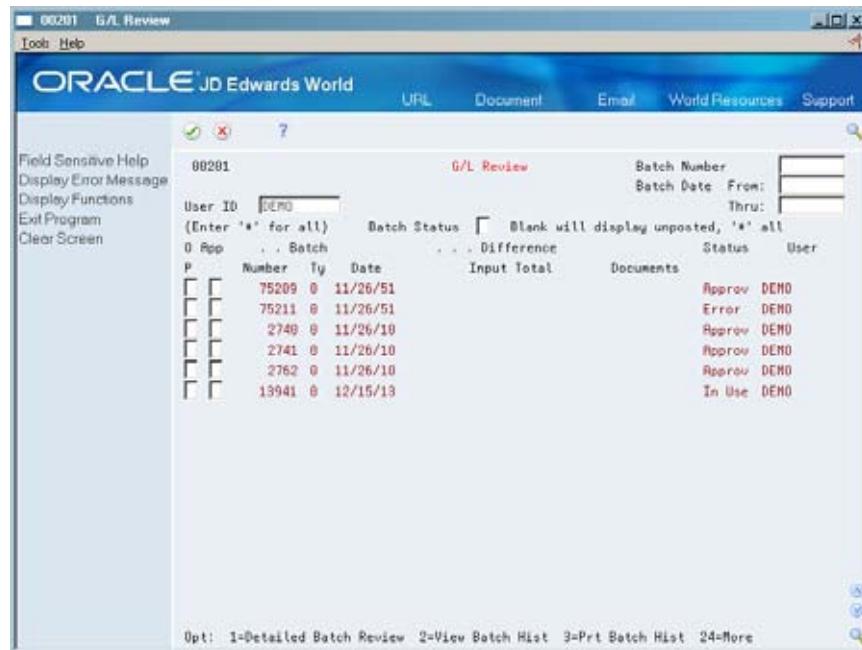 00201 G/L Review
Tools Help
ORACLE JD Edwards World
URL Document Email World Resources Support
?
Field Sensitive Help
Display Error Message
Display Functions
Exit Program
Clear Screen
00201 G/L Review Batch Number
Batch Date From:
User ID DEMO Thru:
(Enter '*' for all) Batch Status Blank will display unposted, '*' all
O App . . Batch . . . Difference Status User
P Number Ty Date Input Total Documents
75209 0 11/26/51 Approv DEMO
75211 0 11/26/51 Error DEMO
2740 0 11/26/10 Approv DEMO
2741 0 11/26/10 Approv DEMO
2762 0 11/26/10 Approv DEMO
13941 0 12/15/13 In Use DEMO
Opt: 1=Detailed Batch Review 2=View Batch Hist 3=Prt Batch Hist 24=More